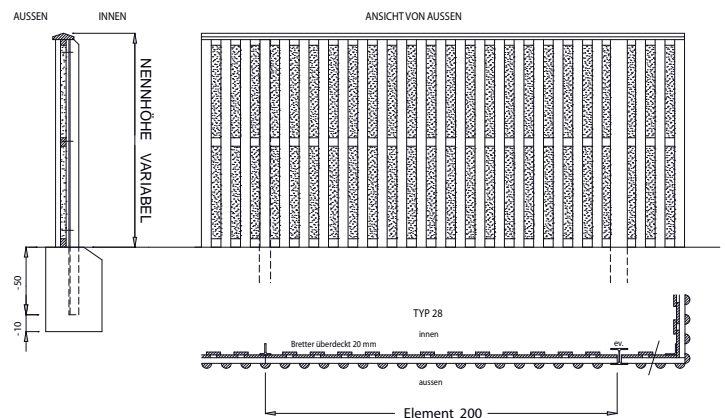 AUSSEN INNEN ANSICHT VON AUSSEN
NENNHÖHE VARIABEL
-50
-10
TYP 28
innen
Bretter überdeckt 20 mm
ev.
aussen
Element 200